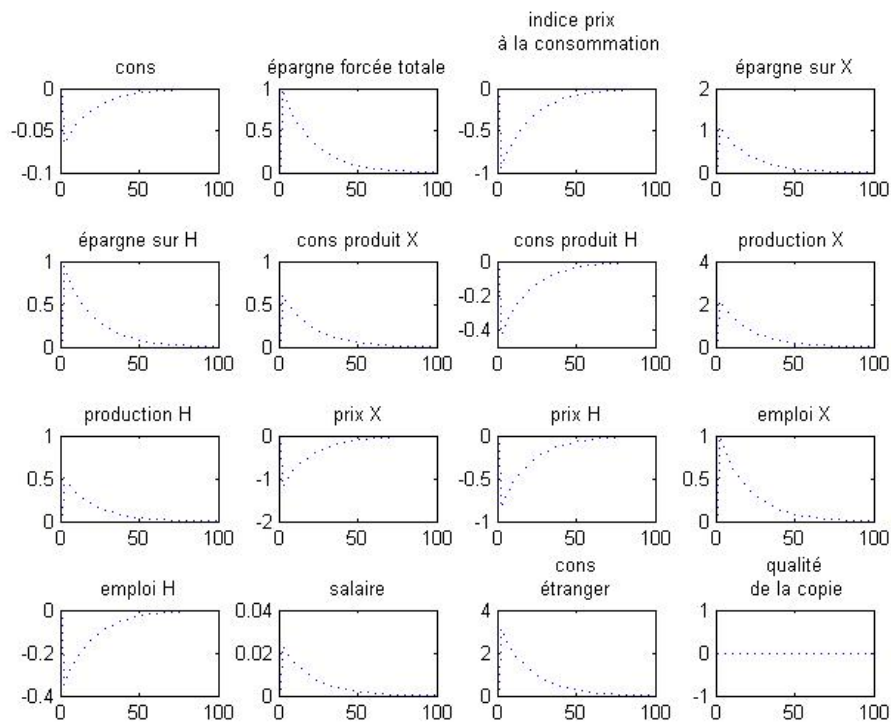 indice prix
à la consommation
cons
épargne forcée totale
épargne sur X
0
-0.05
-0.1
0 50 100
1
0.5
0
0 50 100
0
-0.5
-1
0 50 100
2
1
0
0 50 100
épargne sur H
cons produit X
cons produit H
production X
1
0.5
0
0 50 100
1
0.5
0
0 50 100
0
-0.2
-0.4
0 50 100
4
2
0
0 50 100
production H
prix X
prix H
emploi X
1
0.5
0
0 50 100
0
-1
-2
0 50 100
0
-0.5
-1
0 50 100
1
0.5
0
0 50 100
emploi H
salaire
cons
étranger
qualité
de la copie
0
-0.2
-0.4
0 50 100
0.04
0.02
0
0 50 100
4
2
0
0 50 100
1
0
-1
0 50 100